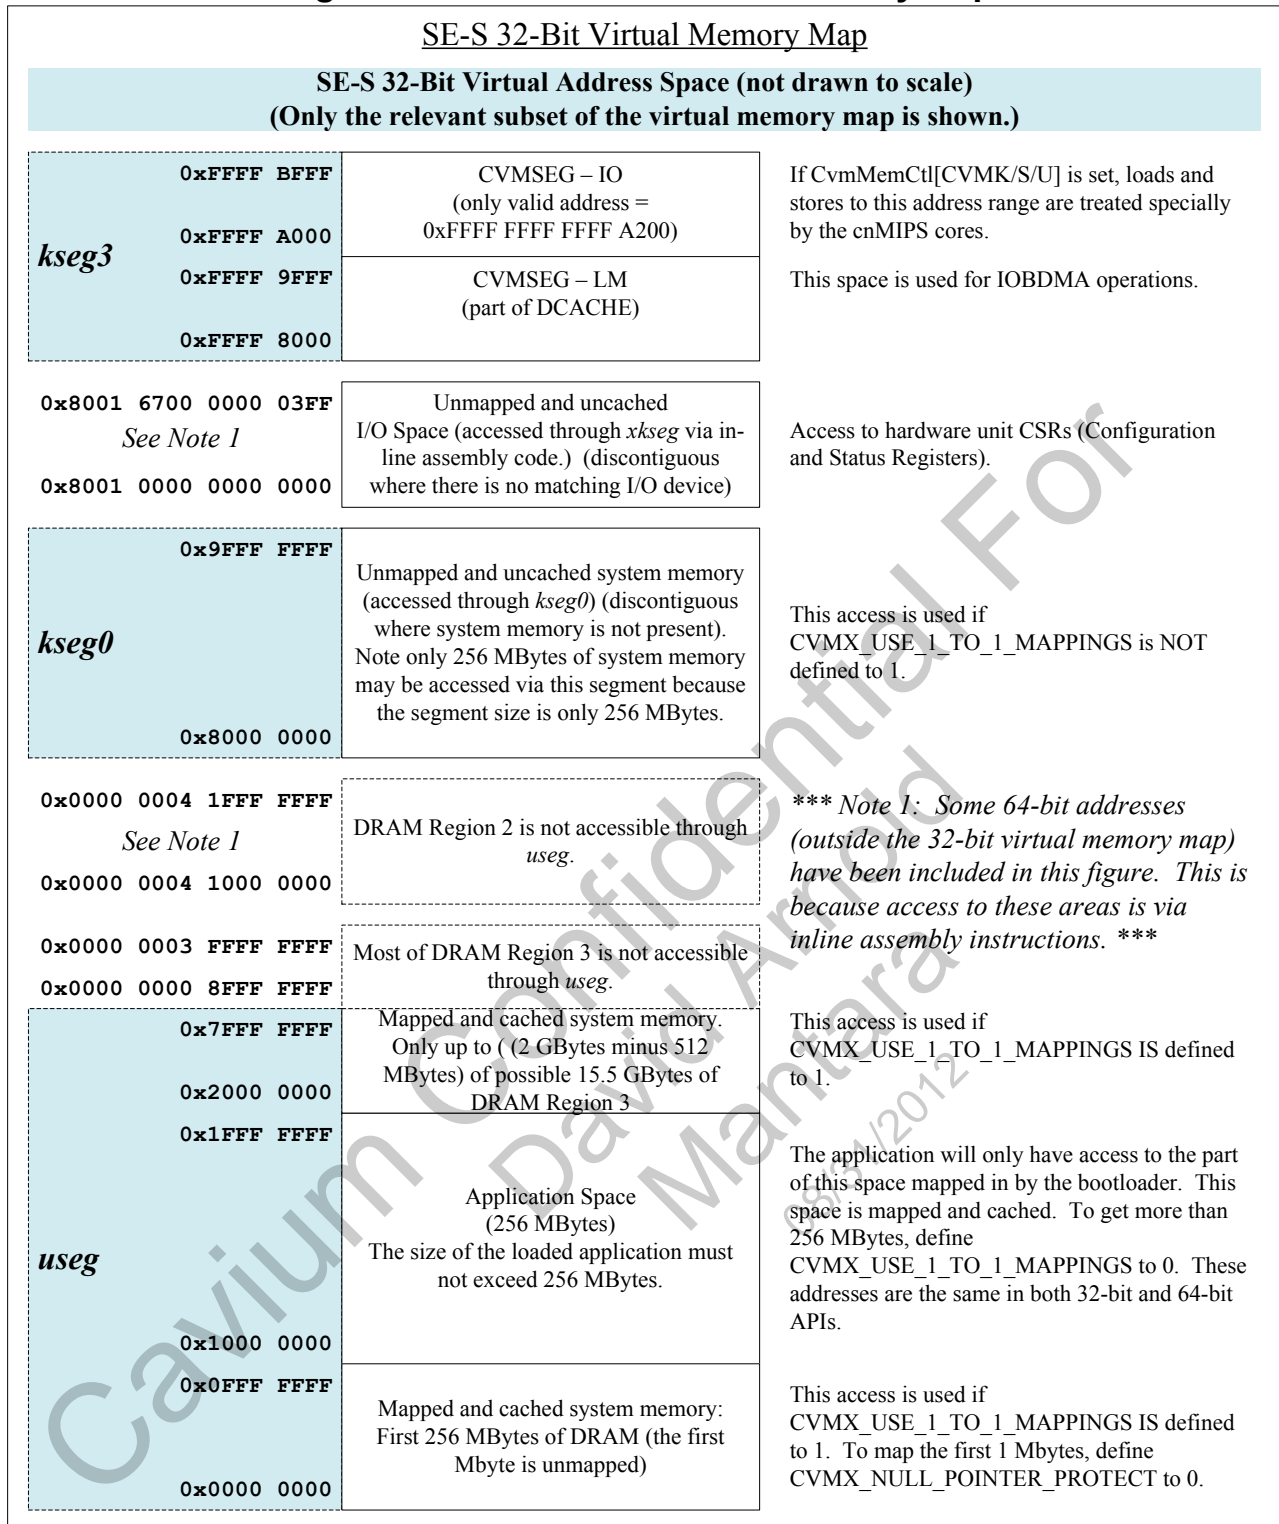 SE-S 32-Bit Virtual Memory Map
SE-S 32-Bit Virtual Address Space (not drawn to scale)
(Only the relevant subset of the virtual memory map is shown.)
kseg3
0xFFFF BFFF
0xFFFF A000
0xFFFF 9FFF
0xFFFF 8000
CVMSEG – IO
(only valid address =
0xFFFF FFFF FFFF A200)
CVMSEG – LM
(part of DCACHE)
If CvmMemCtl[CVMK/S/U] is set, loads and
stores to this address range are treated specially
by the cnMIPS cores.
This space is used for IOBDMA operations.
0x8001 6700 0000 03FF
See Note 1
0x8001 0000 0000 0000
Unmapped and uncached
I/O Space (accessed through xkseg via in-
line assembly code.) (discontiguous
where there is no matching I/O device)
Access to hardware unit CSRs (Configuration
and Status Registers).
kseg0
0x9FFF FFFF
0x8000 0000
Unmapped and uncached system memory
(accessed through kseg0) (discontiguous
where system memory is not present).
Note only 256 MBytes of system memory
may be accessed via this segment because
the segment size is only 256 MBytes.
This access is used if
CVMX_USE_1_TO_1_MAPPINGS is NOT
defined to 1.
0x0000 0004 1FFF FFFF
See Note 1
0x0000 0004 1000 0000
DRAM Region 2 is not accessible through
useg.
*** Note 1: Some 64-bit addresses
(outside the 32-bit virtual memory map)
have been included in this figure. This is
because access to these areas is via
inline assembly instructions. ***
0x0000 0003 FFFF FFFF
0x0000 0000 8FFF FFFF
Most of DRAM Region 3 is not accessible
through useg.
useg
0x7FFF FFFF
0x2000 0000
Mapped and cached system memory.
Only up to ( (2 GBytes minus 512
MBytes) of possible 15.5 GBytes of
DRAM Region 3
This access is used if
CVMX_USE_1_TO_1_MAPPINGS IS defined
to 1.
0x1FFF FFFF
0x1000 0000
Application Space
(256 MBytes)
The size of the loaded application must
not exceed 256 MBytes.
The application will only have access to the part
of this space mapped in by the bootloader. This
space is mapped and cached. To get more than
256 MBytes, define
CVMX_USE_1_TO_1_MAPPINGS to 0. These
addresses are the same in both 32-bit and 64-bit
APIs.
0x0FFF FFFF
0x0000 0000
Mapped and cached system memory:
First 256 MBytes of DRAM (the first
Mbyte is unmapped)
This access is used if
CVMX_USE_1_TO_1_MAPPINGS IS defined
to 1. To map the first 1 Mbytes, define
CVMX_NULL_POINTER_PROTECT to 0.
Cavium Confidential For
David Arnold
Mantara
08/31/2012